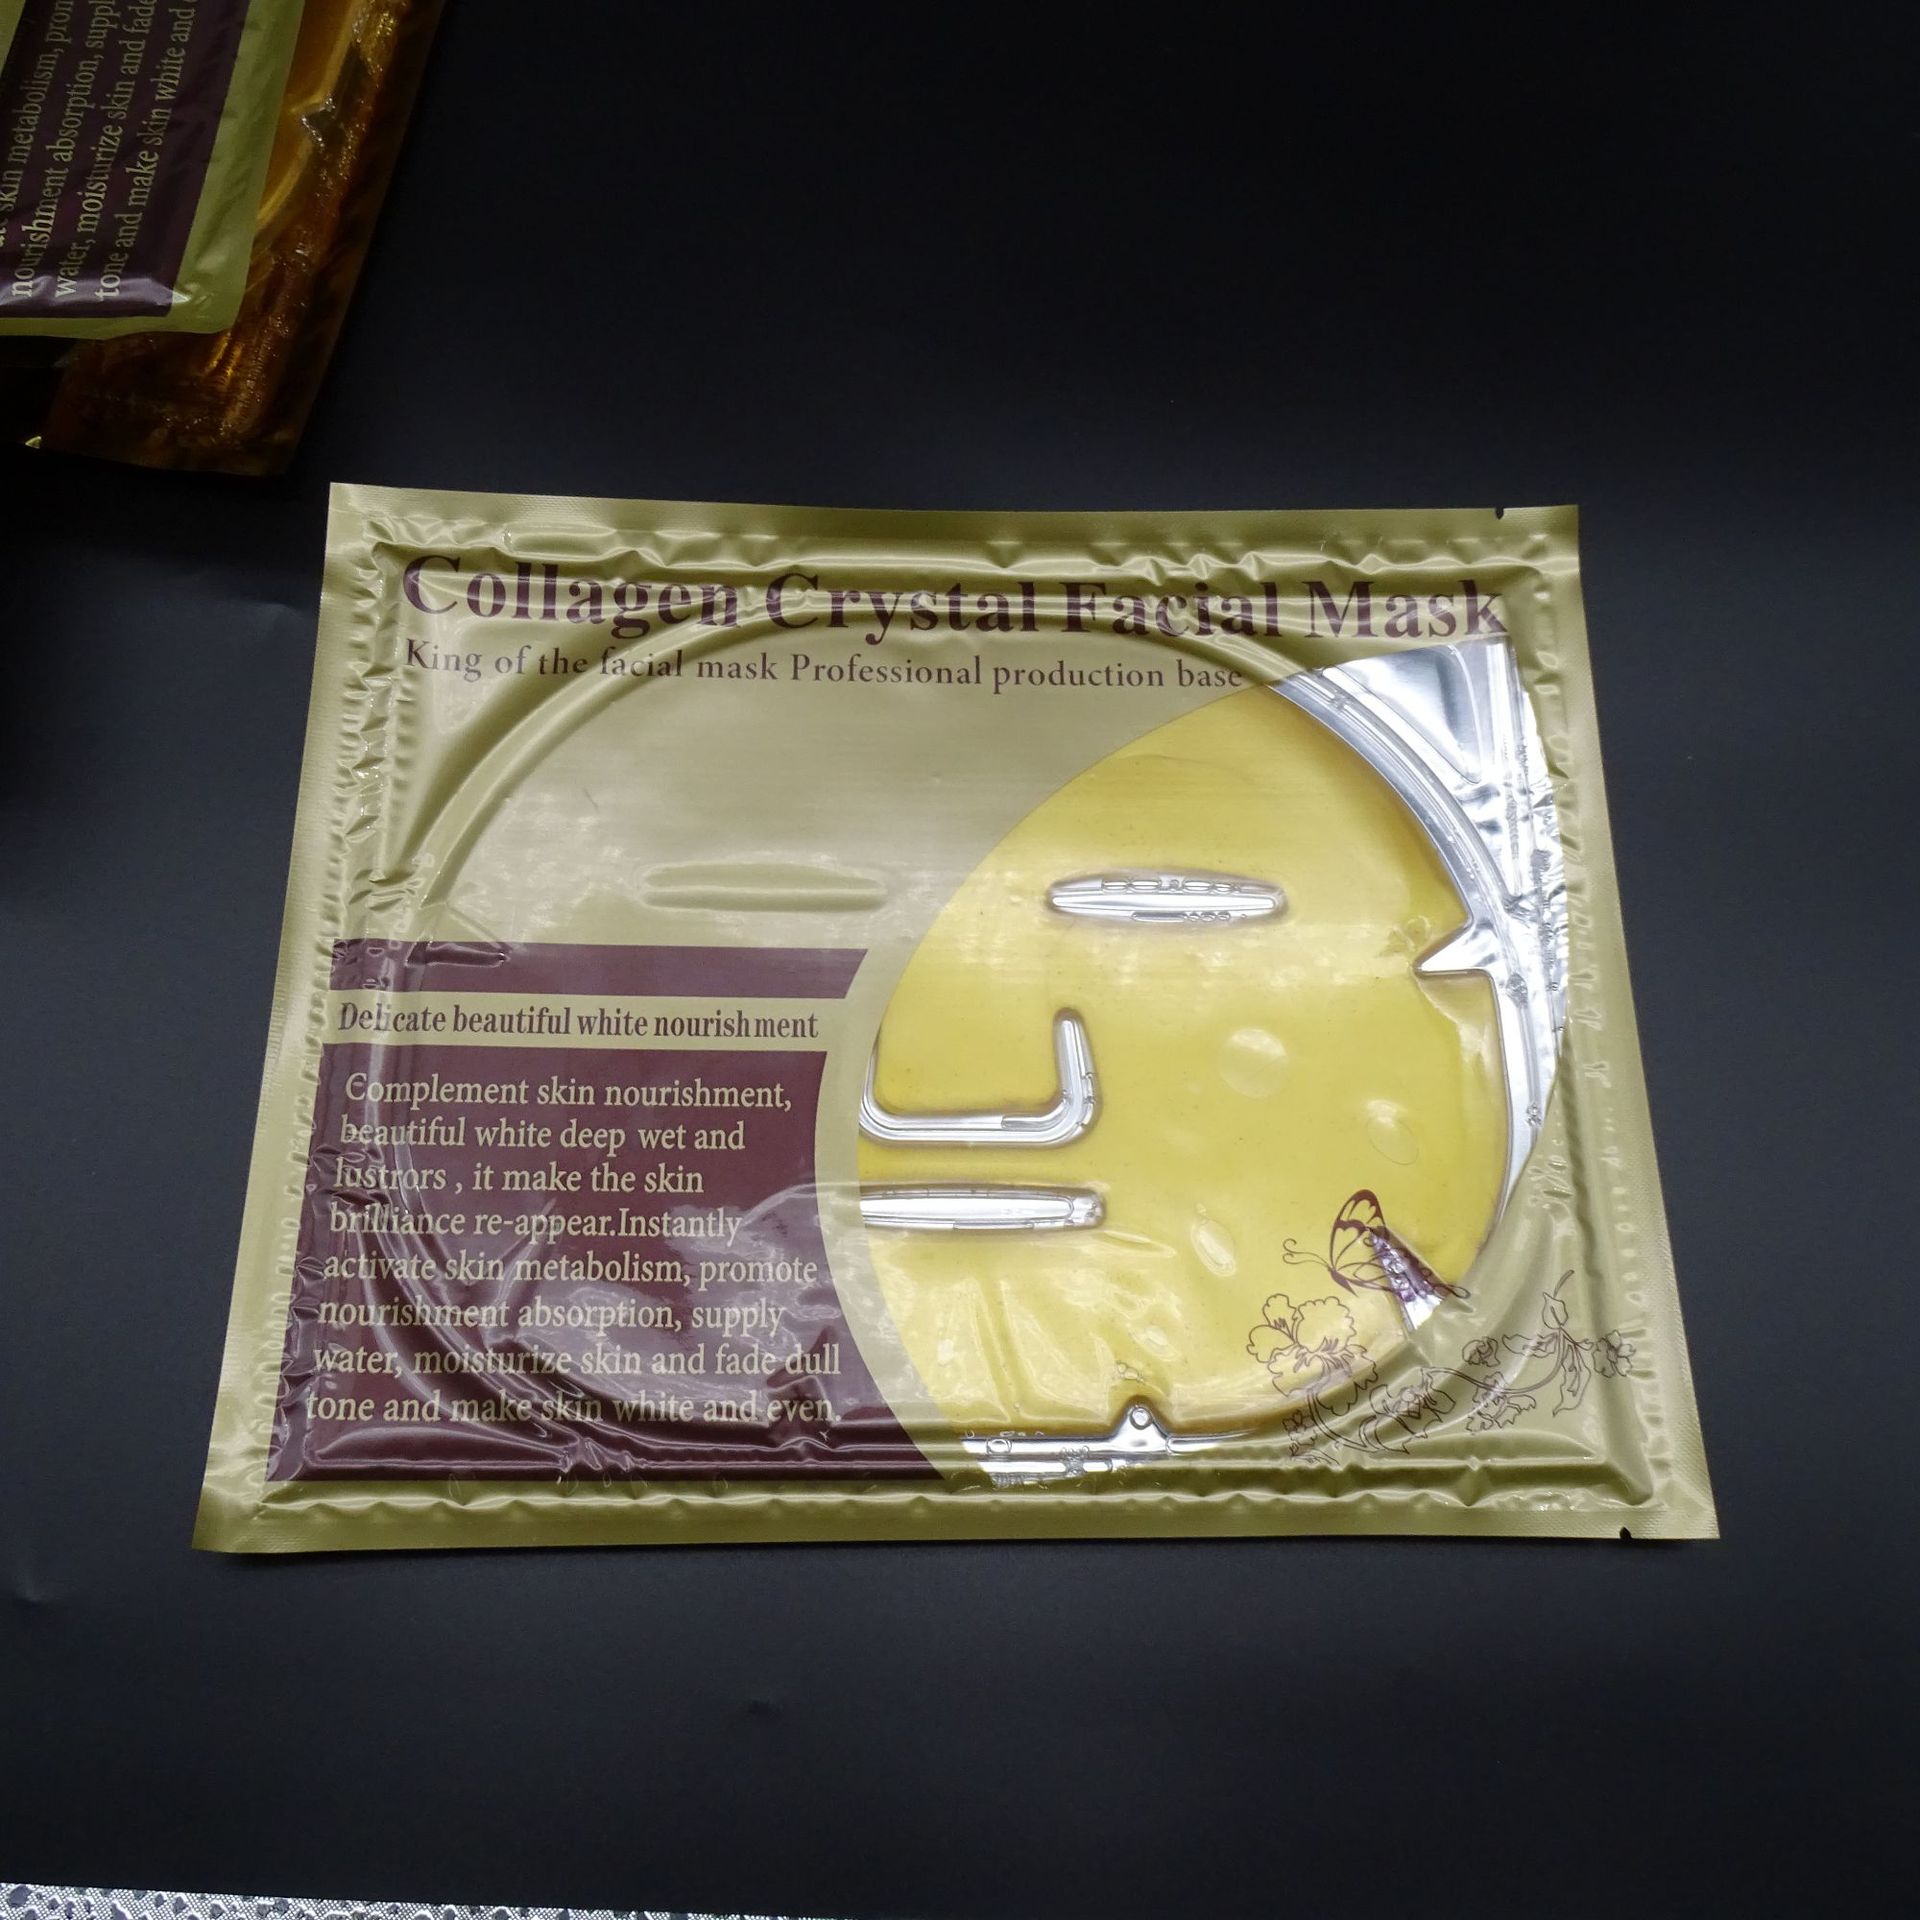 skin metabolism,
nourishment absorption,
water, moisturize skin and fade
tone and make skin white and
Collagen Crystal Facial Mask
King of the facial mask Professional production base
Delicate beautiful white nourishment
Complement skin nourishment,
beautiful white deep wet and
lustrors , it make the skin
brilliance re-appear.Instantly
activate skin metabolism, promote
nourishment absorption, supply
water, moisturize skin and fade dull
tone and make skin white and even.